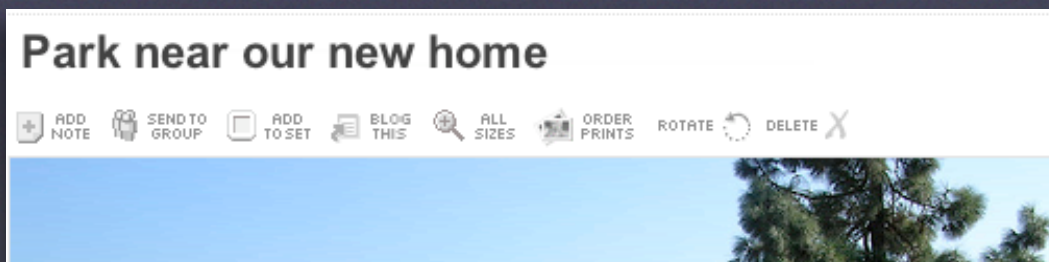 Park near our new home
ADD NOTE
SEND TO GROUP
ADD TO SET
BLOG THIS
ALL SIZES
ORDER PRINTS
ROTATE
DELETE